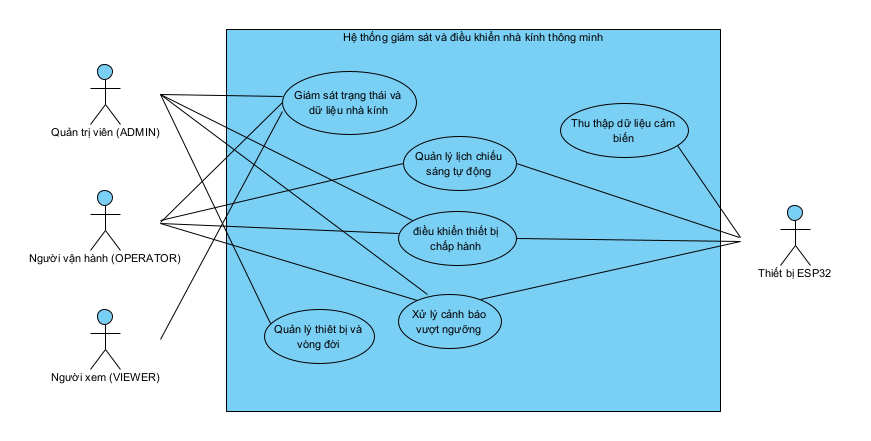 Hệ thống giám sát và điều khiển nhà kính thông minh
Giám sát trạng thái và
dữ liệu nhà kính
Quản trị viên (ADMIN)
Thu thập dữ liệu cảm
biến
Quản lý lịch chiếu
sáng tự động
điều khiển thiết bị
chấp hành
Người vận hành (OPERATOR)
Thiết bị ESP32
Xử lý cảnh báo
vượt ngưỡng
Quản lý thiêt bị và
vòng đời
Người xem (VIEWER)